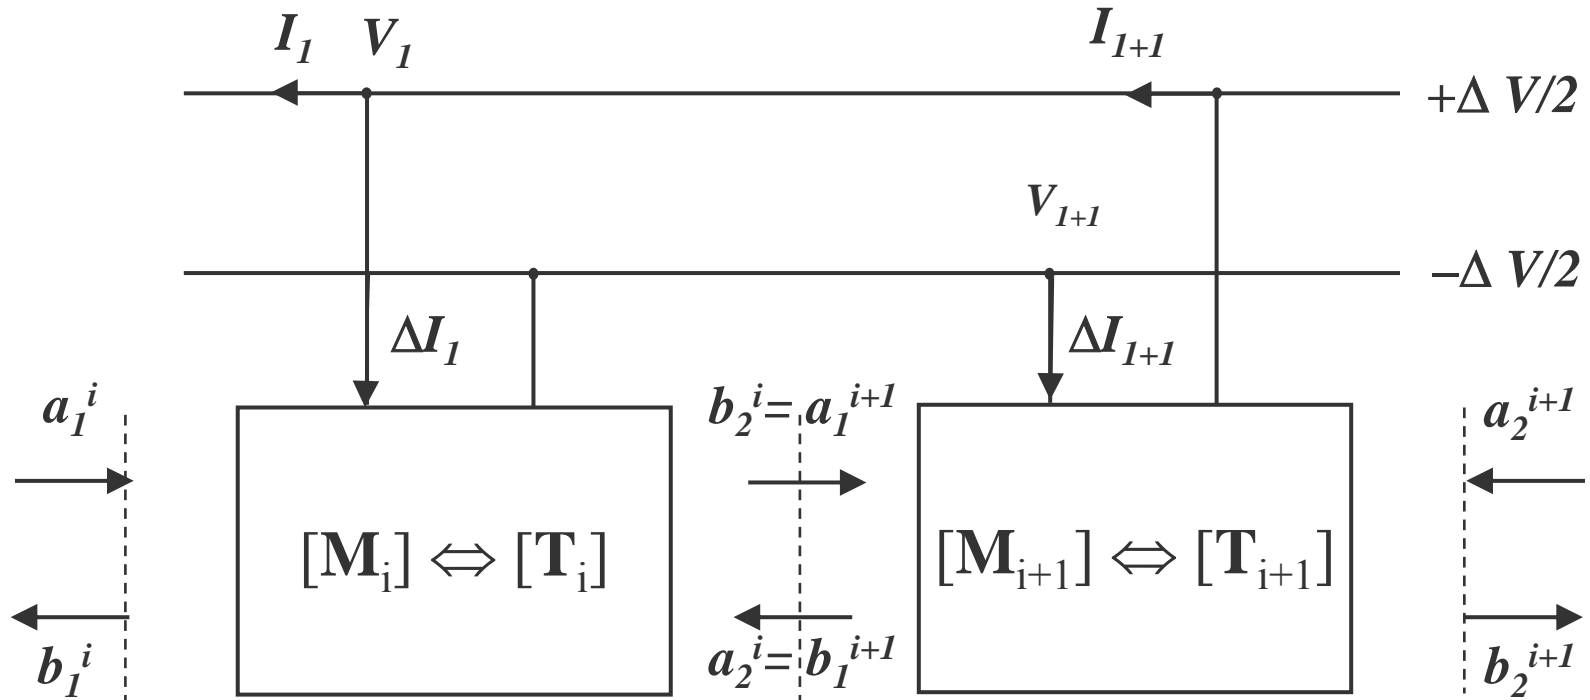 I₁ V₁ I₁₊₁
+Δ V/2
V₁₊₁
−Δ V/2
ΔI₁ ΔI₁₊₁
a₁ⁱ b₂ⁱ= a₁ⁱ⁺¹ a₂ⁱ⁺¹
[Mᵢ] ⇔ [Tᵢ] [Mᵢ₊₁] ⇔ [Tᵢ₊₁]
b₁ⁱ a₂ⁱ= b₁ⁱ⁺¹ b₂ⁱ⁺¹